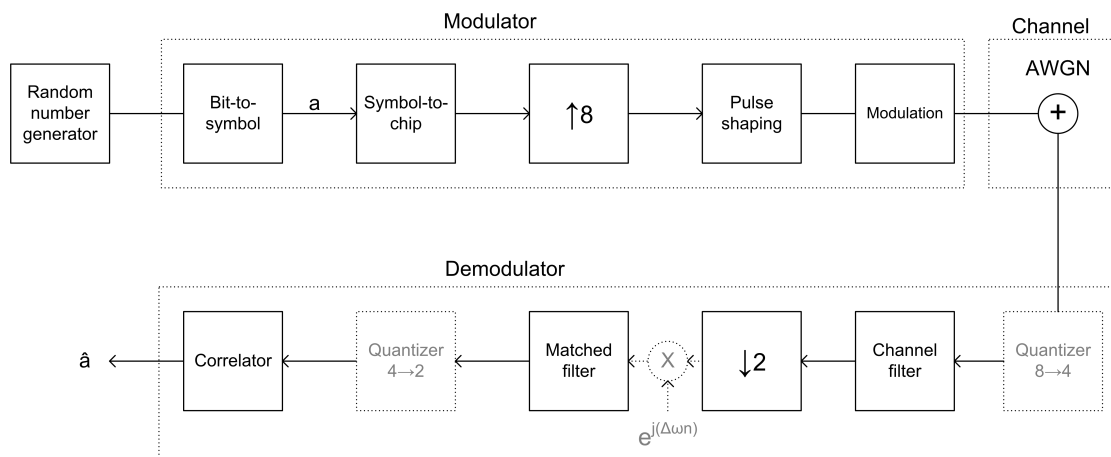 Modulator
Channel
Random
number
generator
Bit-to-
symbol
a
Symbol-to-
chip
↑8
Pulse
shaping
Modulation
AWGN
+
Demodulator
â
Correlator
Quantizer
4→2
Matched
filter
X
e^j(Δωn)
↓2
Channel
filter
Quantizer
8→4